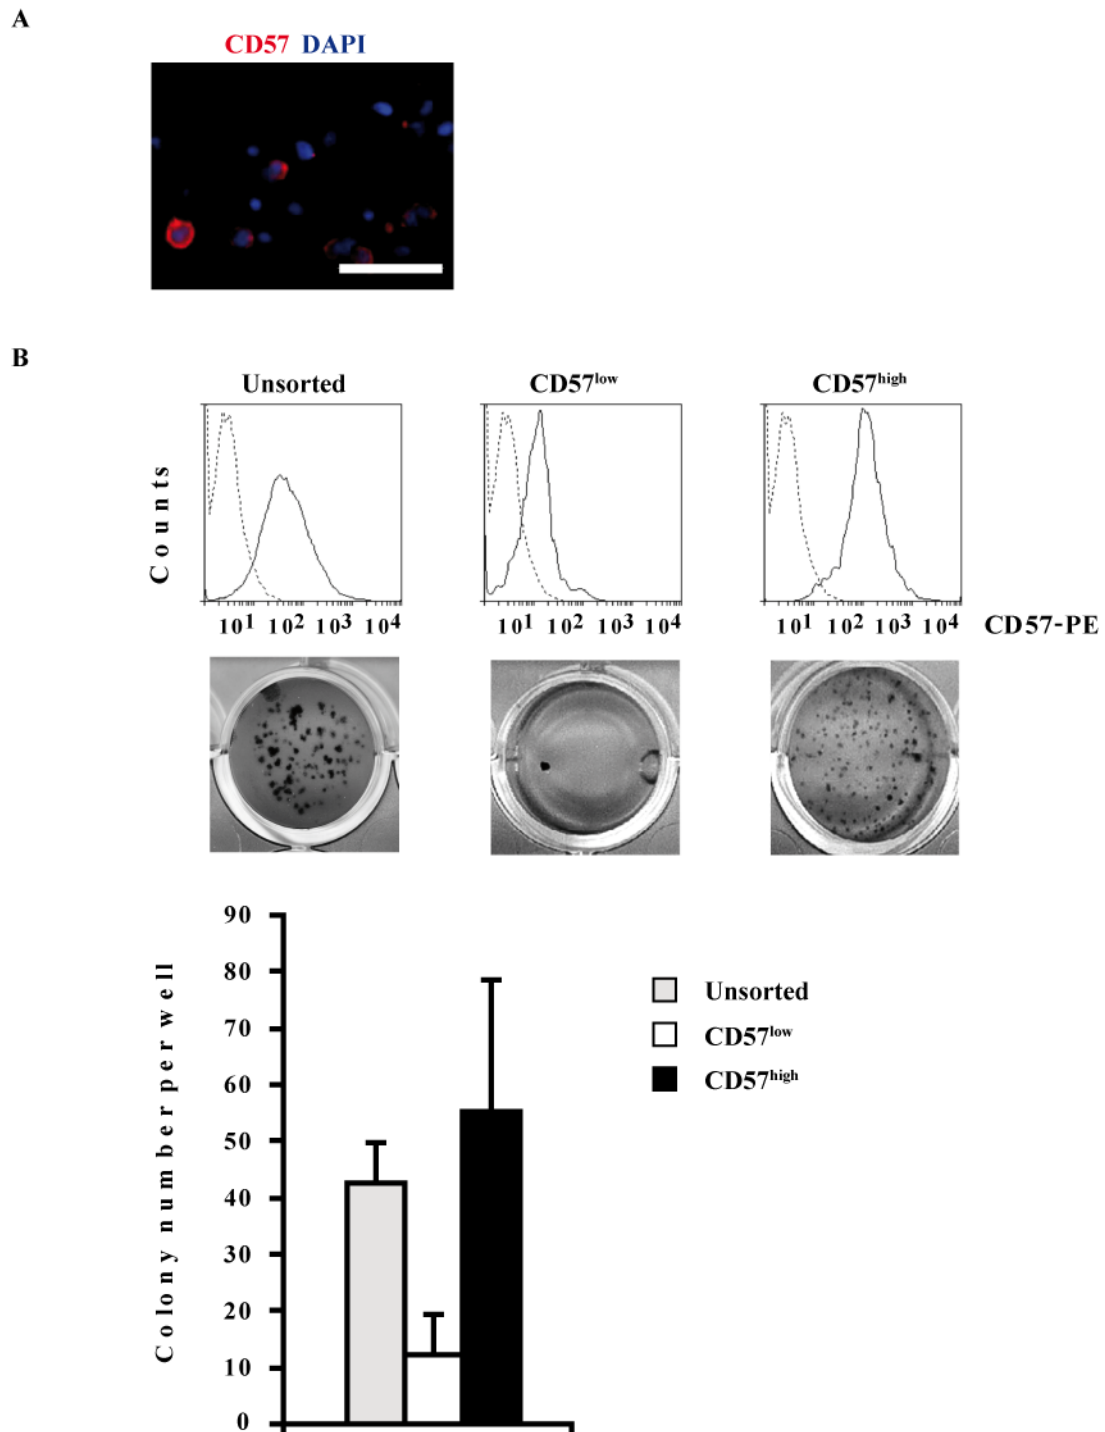 A
CD57 DAPI
B
Unsorted CD57low CD57high
Counts
101 102 103 104 101 102 103 104 101 102 103 104 CD57-PE
90
80
70
60
50
40
30
20
10
0
Colony number per well
Unsorted
CD57low
CD57high